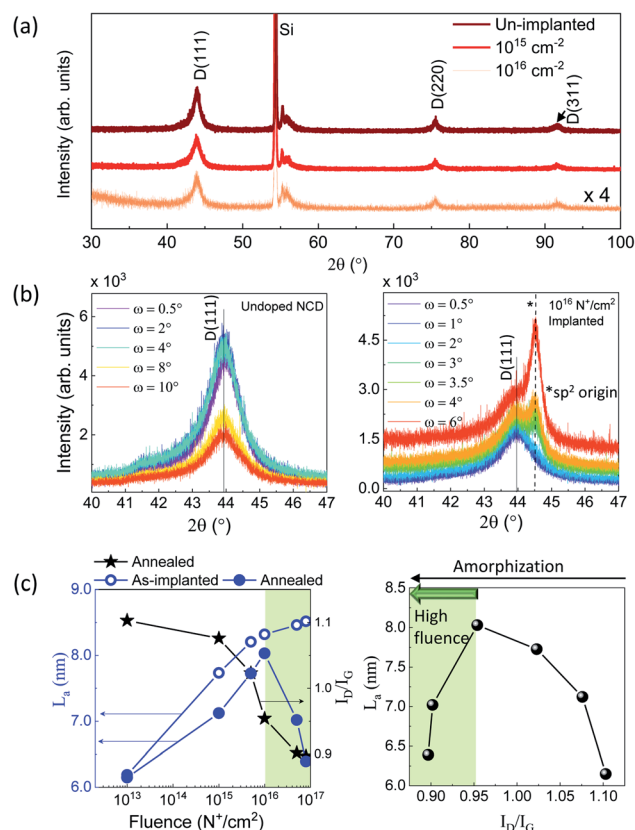 (a)
Intensity (arb. units)
D(111)
Si
D(220)
D(311)
Un-implanted
10¹⁵ cm⁻²
10¹⁶ cm⁻²
x 4
30 40 50 60 70 80 90 100
2θ (°)
(b)
x 10³
Intensity (arb. units)
6
4
2
ω = 0.5°
ω = 2°
ω = 4°
ω = 8°
ω = 10°
D(111)
Undoped NCD
40 41 42 43 44 45 46 47
2θ (°)
x 10³
4.5
3.0
1.5
0.0
ω = 0.5°
ω = 1°
ω = 2°
ω = 3°
ω = 3.5°
ω = 4°
ω = 6°
D(111)
*
10¹⁶ N⁺/cm²
Implanted
*sp² origin
40 41 42 43 44 45 46 47
2θ (°)
(c)
Annealed
As-implanted Annealed
Lₐ (nm)
9.0
8.0
7.0
6.0
1.1
1.0
0.9
I_D/I_G
10¹³ 10¹⁴ 10¹⁵ 10¹⁶ 10¹⁷
Fluence (N⁺/cm²)
Amorphization
High
fluence
Lₐ (nm)
8.5
8.0
7.5
7.0
6.5
6.0
0.90 0.95 1.00 1.05 1.10
I_D/I_G